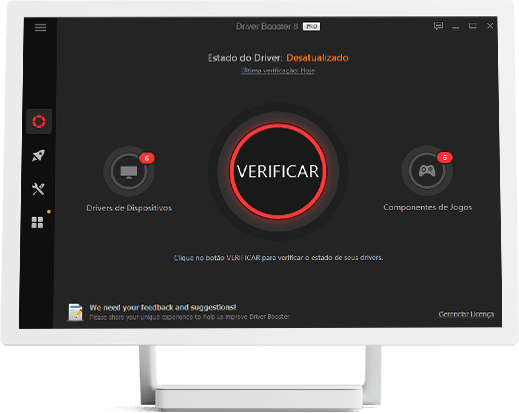 Driver Booster 8 PRO
Estado do Driver: Desatualizado
Última verificação: Hoje
6
6
VERIFICAR
Drivers de Dispositivos
Componentes de Jogos
Clique no botão VERIFICAR para verificar o estado de seus drivers.
We need your feedback and suggestions!
Please share your unique experience to help us improve Driver Booster
Gerenciar Licença